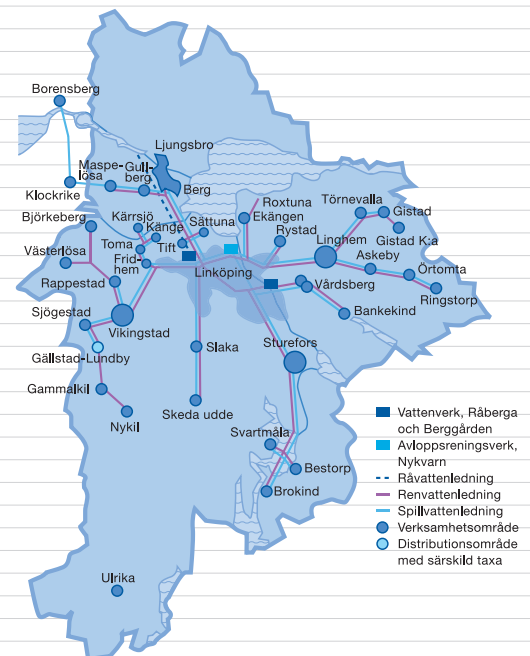 Borensberg
Ljungsbro
Maspe-
lösa
Gull-
berg
Berg
Klockrike
Björkeberg
Kärrsjö
Kånge
Sättuna
Roxtuna
Ekängen
Törnevalla
Gistad
Rystad
Gistad K:a
Toma
Tift
Linghem
Västerlösa
Frid-
hem
Askeby
Örtomta
Linköping
Rappestad
Vårdsberg
Ringstorp
Bankekind
Sjögestad
Vikingstad
Sturefors
Gällstad-Lundby
Slaka
Gammalkil
Skeda udde
Nykil
Svartmåla
Bestorp
Brokind
Ulrika
Vattenverk, Råberga
och Berggården
Avloppsreningsverk,
Nykvarn
Råvattenledning
Renvattenledning
Spillvattenledning
Verksamhetsområde
Distributionsområde
med särskild taxa